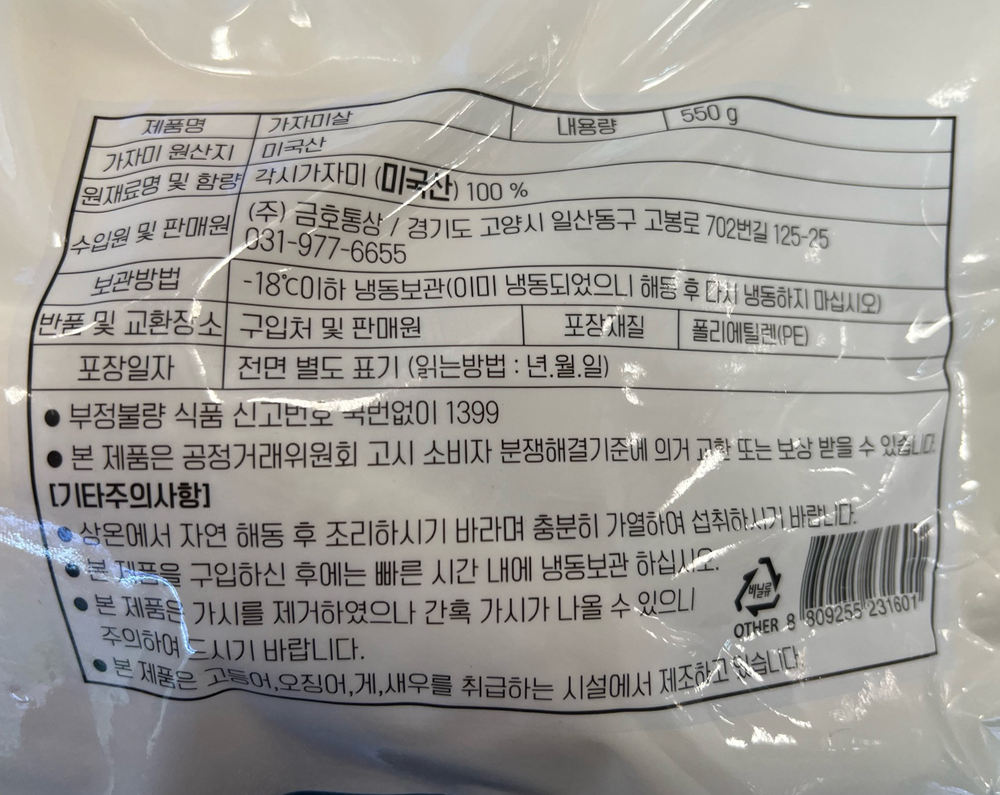 제품명 가자미살 내용량 550 g
가자미 원산지 미국산
원재료명 및 함량 각시가자미 (미국산) 100 %
수입원 및 판매원 (주) 금호통상 / 경기도 고양시 일산동구 고봉로 702번길 125-25
031-977-6655
보관방법 -18℃이하 냉동보관(이미 냉동되었으니 해동 후 다시 냉동하지 마십시오)
반품 및 교환장소 구입처 및 판매원 포장재질 폴리에틸렌(PE)
포장일자 전면 별도 표기 (읽는방법 : 년.월.일)
● 부정불량 식품 신고번호 국번없이 1399
● 본 제품은 공정거래위원회 고시 소비자 분쟁해결기준에 의거 교환 또는 보상 받을 수 있습니다.
[기타주의사항]
● 상온에서 자연 해동 후 조리하시기 바라며 충분히 가열하여 섭취하시기 바랍니다.
● 본 제품을 구입하신 후에는 빠른 시간 내에 냉동보관 하십시오.
● 본 제품은 가시를 제거하였으나 간혹 가시가 나올 수 있으니
주의하여 드시기 바랍니다.
● 본 제품은 고등어,오징어,게,새우를 취급하는 시설에서 제조하고 있습니다.
비닐류
OTHER
8 809255 231601